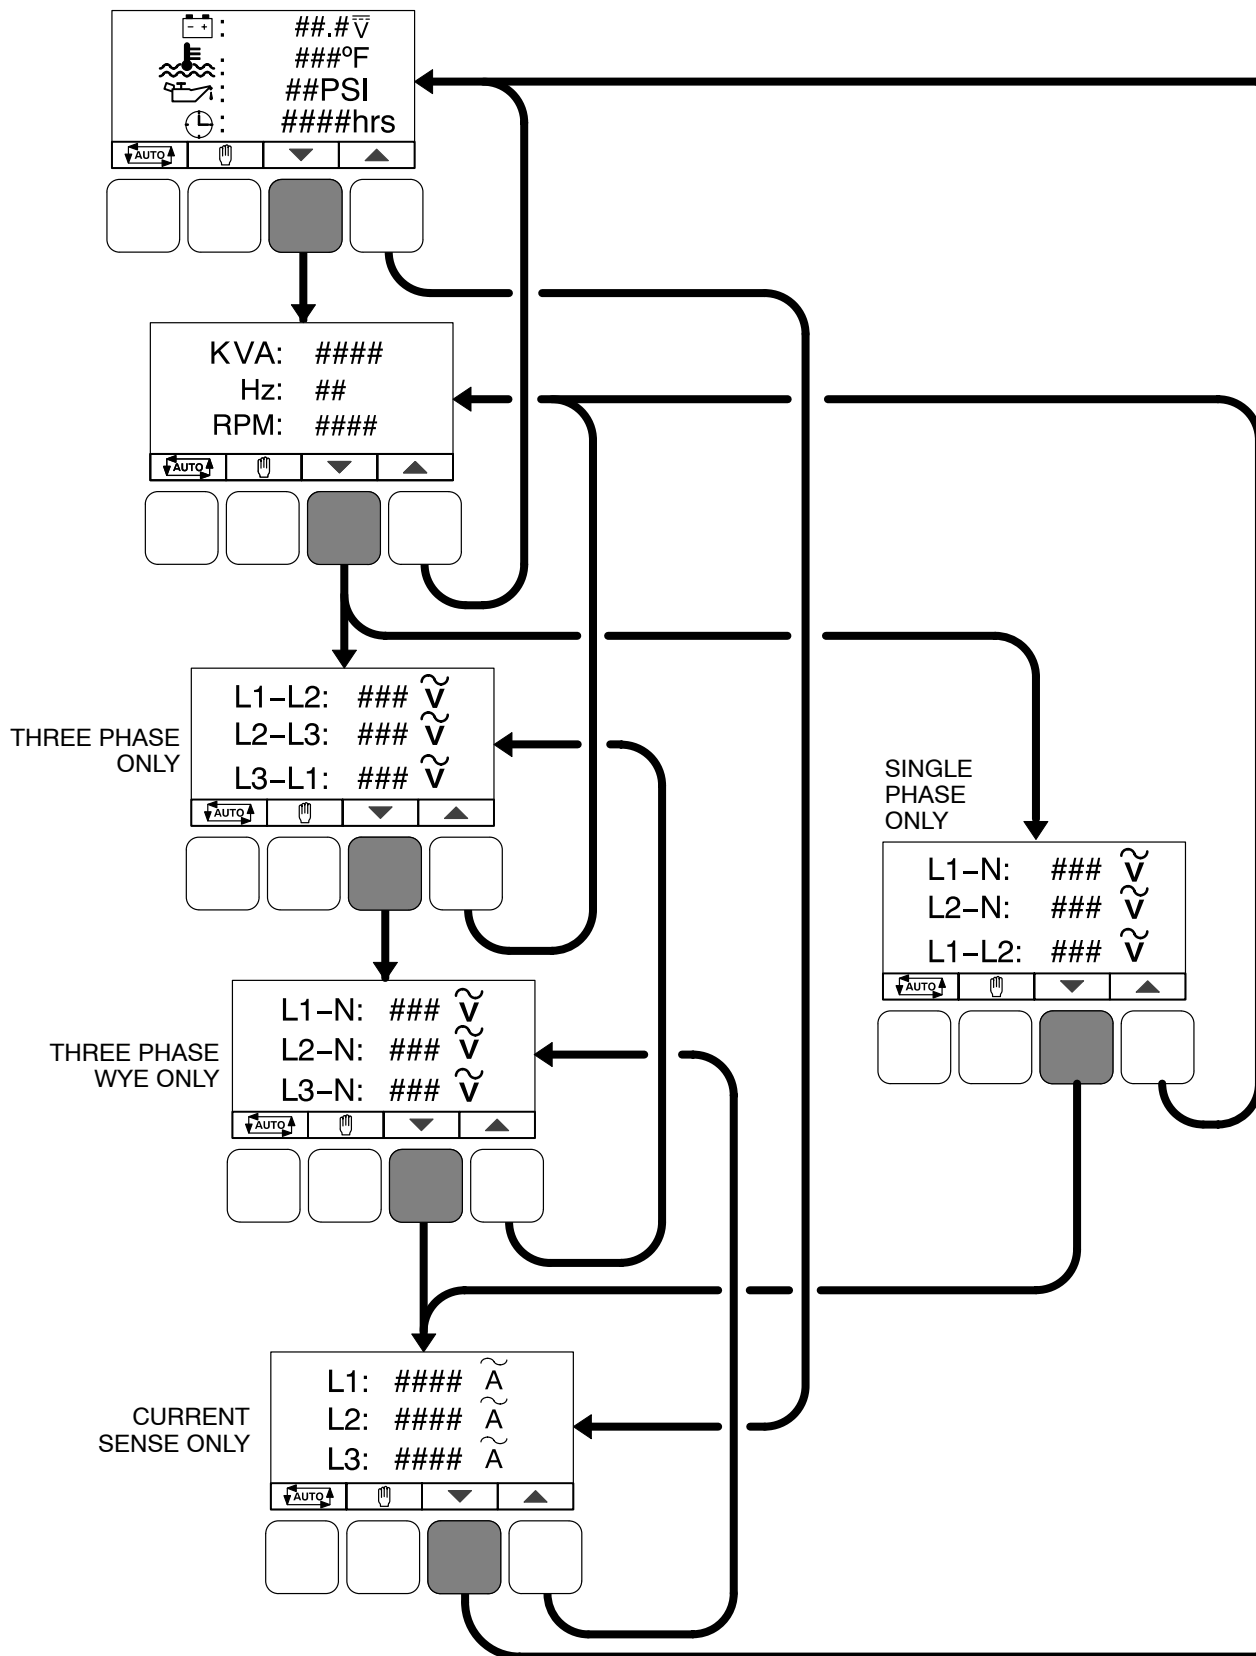 - +
: ##.# V
: ###ºF
: ##PSI
: ####hrs
AUTO
KVA: ####
Hz: ##
RPM: ####
AUTO
THREE PHASE
ONLY
L1–L2: ### ~V
L2–L3: ### ~V
L3–L1: ### ~V
AUTO
SINGLE
PHASE
ONLY
L1–N: ### ~V
L2–N: ### ~V
L1–L2: ### ~V
AUTO
THREE PHASE
WYE ONLY
L1–N: ### ~V
L2–N: ### ~V
L3–N: ### ~V
AUTO
CURRENT
SENSE ONLY
L1: #### ~A
L2: #### ~A
L3: #### ~A
AUTO